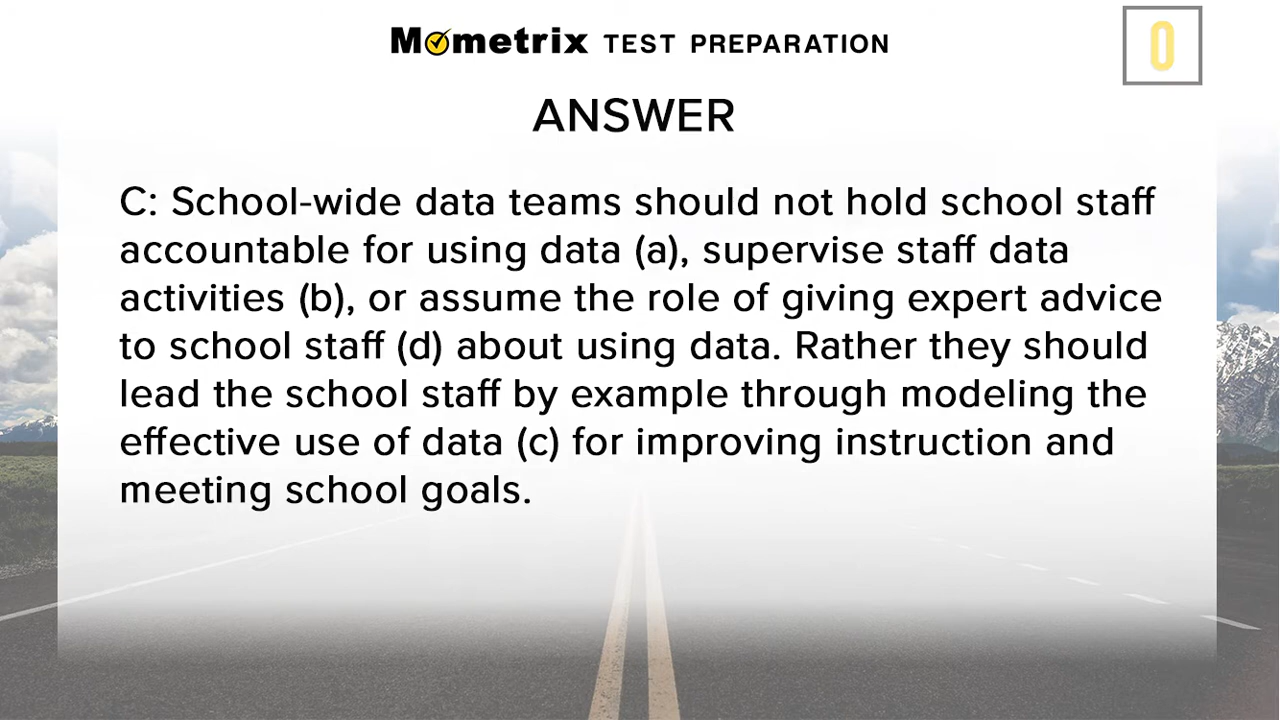 Mometrix TEST PREPARATION
0
ANSWER
C: School-wide data teams should not hold school staff
accountable for using data (a), supervise staff data
activities (b), or assume the role of giving expert advice
to school staff (d) about using data. Rather they should
lead the school staff by example through modeling the
effective use of data (c) for improving instruction and
meeting school goals.